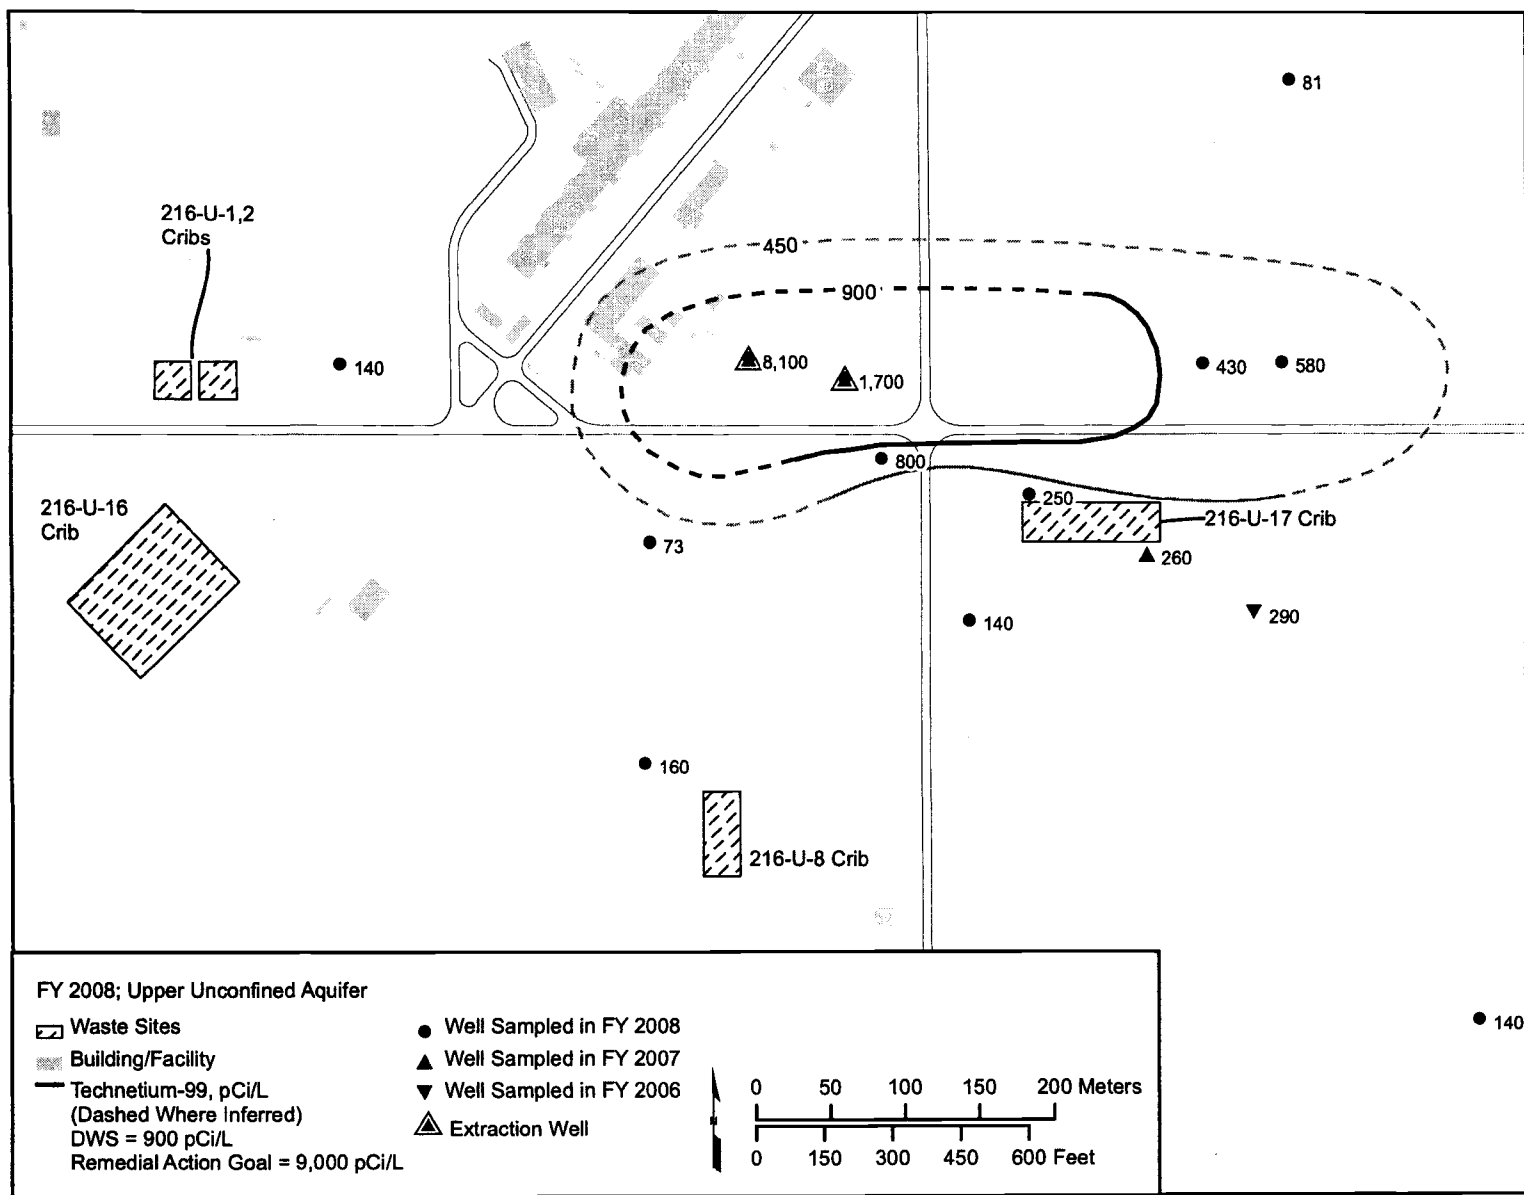 81
216-U-1,2
Cribs
450
900
8,100
1,700
140
430
580
800
250
216-U-16
Crib
216-U-17 Crib
73
260
140
290
160
216-U-8 Crib
FY 2008; Upper Unconfined Aquifer
Waste Sites
Building/Facility
Technetium-99, pCi/L
(Dashed Where Inferred)
DWS = 900 pCi/L
Remedial Action Goal = 9,000 pCi/L
Well Sampled in FY 2008
Well Sampled in FY 2007
Well Sampled in FY 2006
Extraction Well
0 50 100 150 200 Meters
0 150 300 450 600 Feet
140